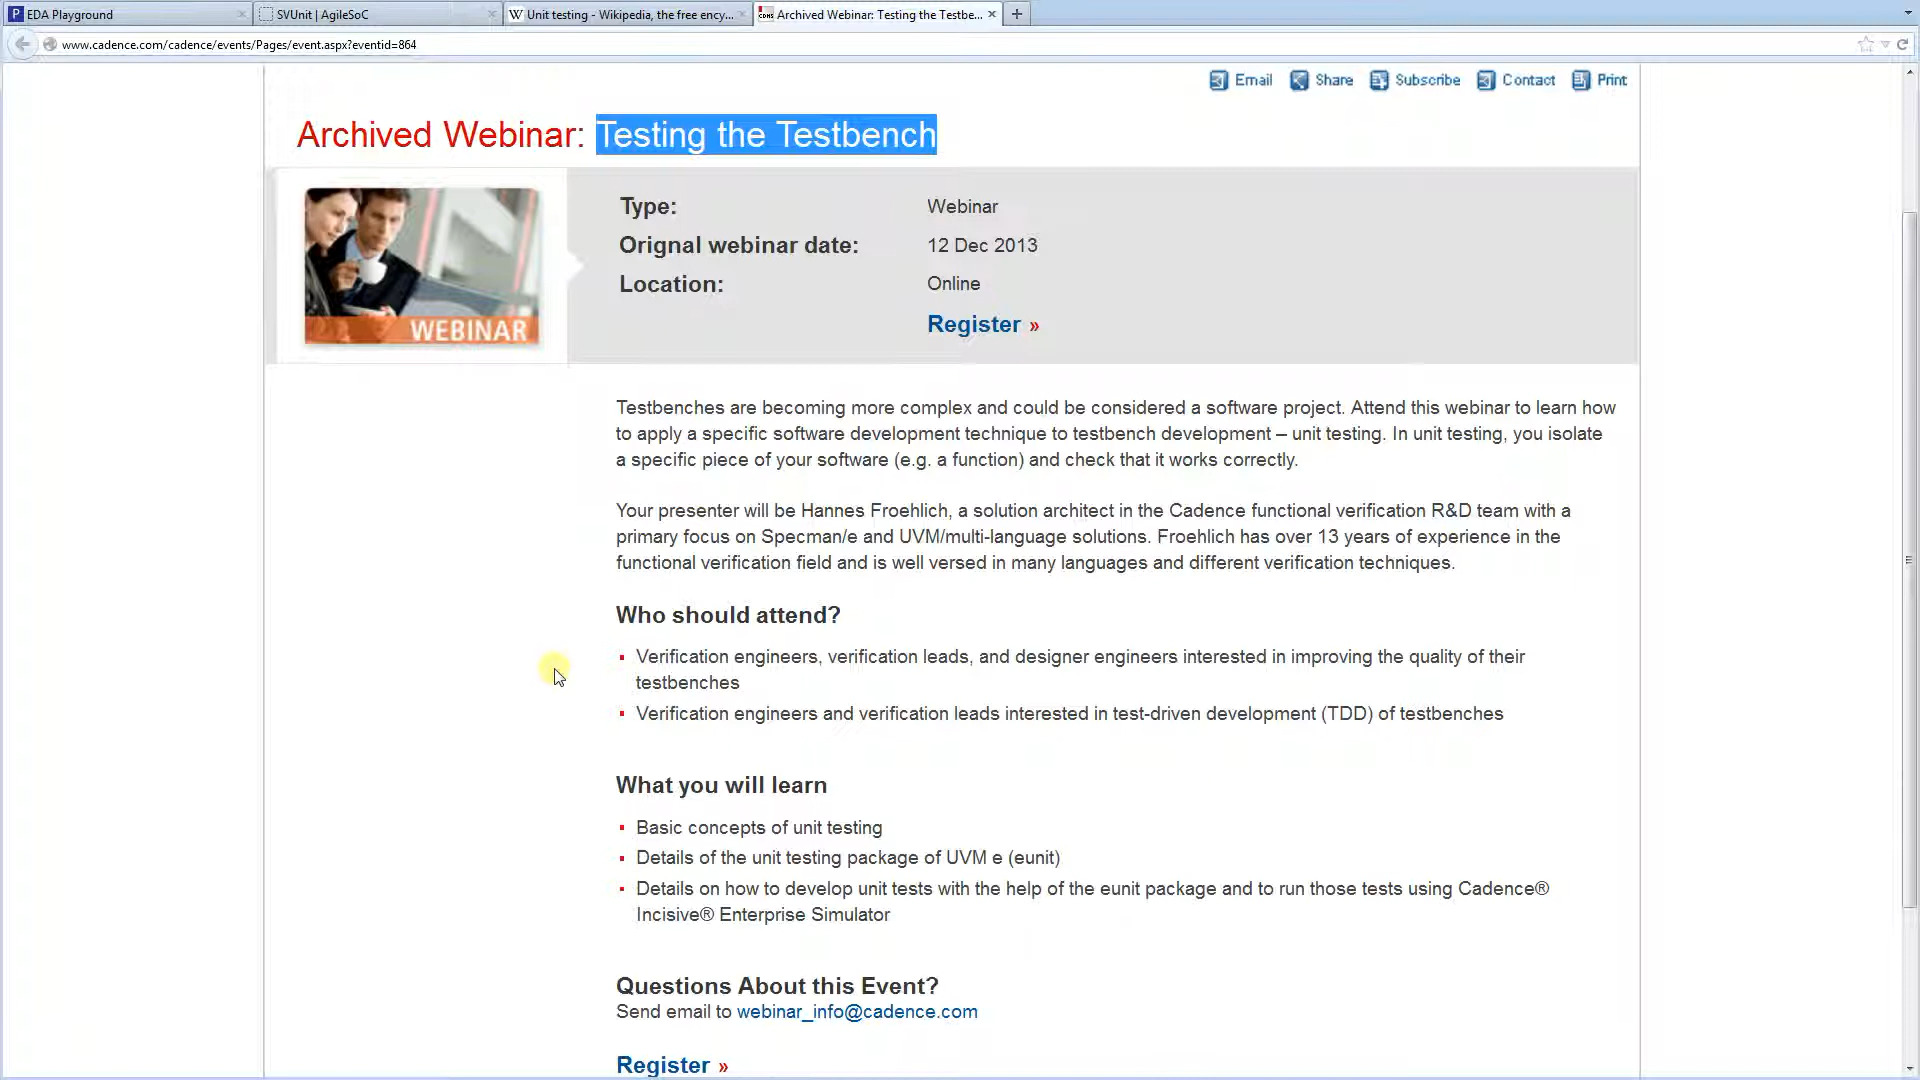 EDA Playground
SVUnit | AgileSoC
Unit testing - Wikipedia, the free ency...
Archived Webinar: Testing the Testbe...
www.cadence.com/cadence/events/Pages/event.aspx?eventid=864
Email
Share
Subscribe
Contact
Print
Archived Webinar: Testing the Testbench
WEBINAR
Type: Webinar
Orignal webinar date: 12 Dec 2013
Location: Online
Register »
Testbenches are becoming more complex and could be considered a software project. Attend this webinar to learn how
to apply a specific software development technique to testbench development – unit testing. In unit testing, you isolate
a specific piece of your software (e.g. a function) and check that it works correctly.
Your presenter will be Hannes Froehlich, a solution architect in the Cadence functional verification R&D team with a
primary focus on Specman/e and UVM/multi-language solutions. Froehlich has over 13 years of experience in the
functional verification field and is well versed in many languages and different verification techniques.
Who should attend?
Verification engineers, verification leads, and designer engineers interested in improving the quality of their
testbenches
Verification engineers and verification leads interested in test-driven development (TDD) of testbenches
What you will learn
Basic concepts of unit testing
Details of the unit testing package of UVM e (eunit)
Details on how to develop unit tests with the help of the eunit package and to run those tests using Cadence®
Incisive® Enterprise Simulator
Questions About this Event?
Send email to webinar_info@cadence.com
Register »